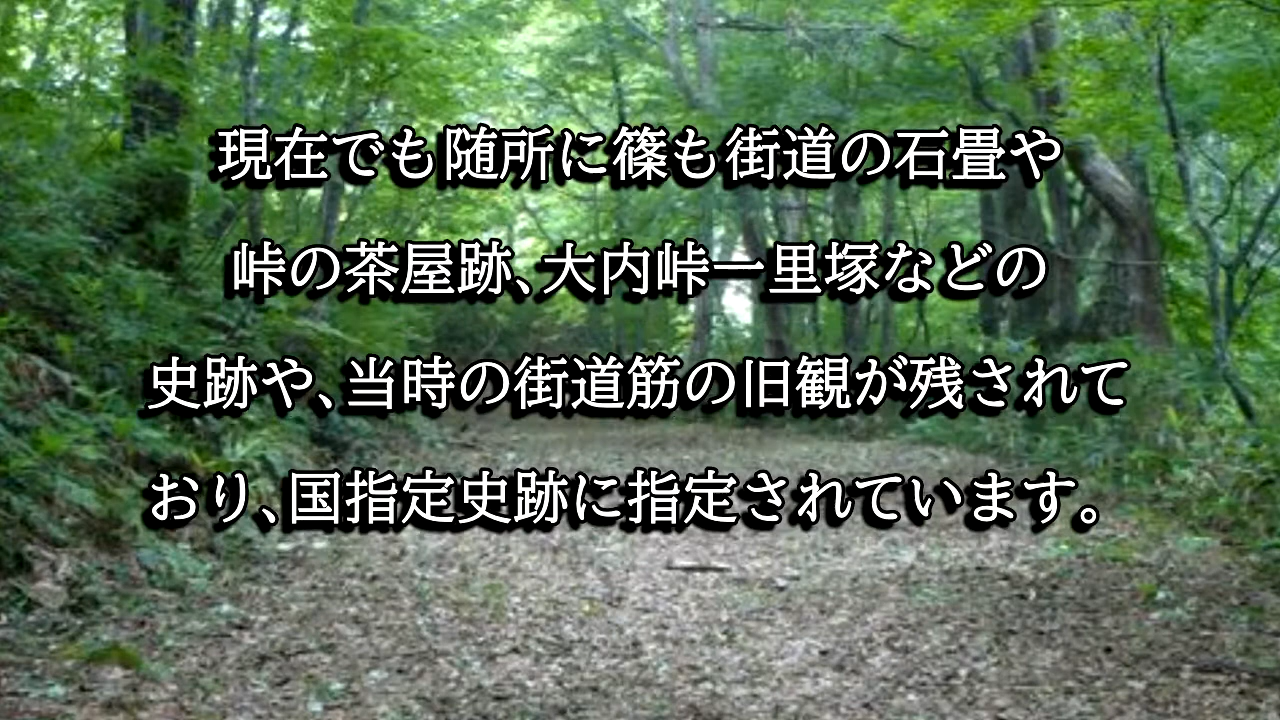 現在でも随所に篠も街道の石畳や
峠の茶屋跡、大内峠一里塚などの
史跡や、当時の街道筋の旧観が残されて
おり、国指定史跡に指定されています。